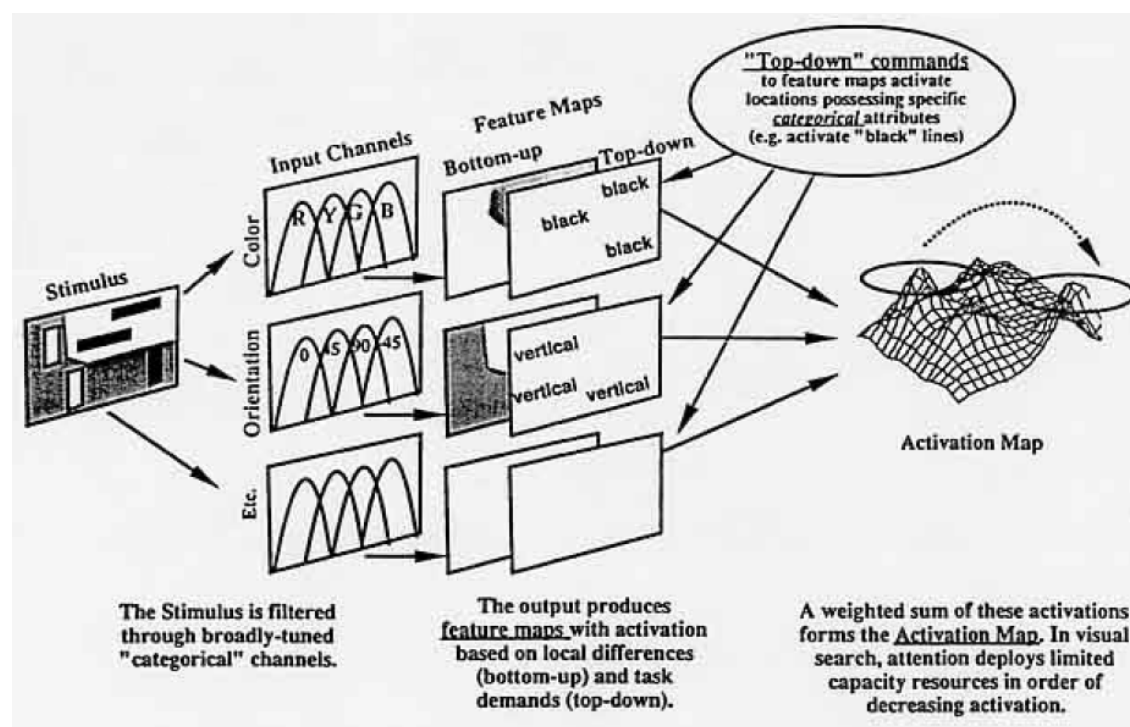 "Top-down" commands
to feature maps activate
locations possessing specific
categorical attributes
(e.g. activate "black" lines)
Feature Maps
Input Channels
Bottom-up
Top-down
Stimulus
Color
R Y G B
black
black
black
Orientation
0 45 90 -45
vertical
vertical vertical
Etc.
Activation Map
The Stimulus is filtered
through broadly-tuned
"categorical" channels.
The output produces
feature maps with activation
based on local differences
(bottom-up) and task
demands (top-down).
A weighted sum of these activations
forms the Activation Map. In visual
search, attention deploys limited
capacity resources in order of
decreasing activation.